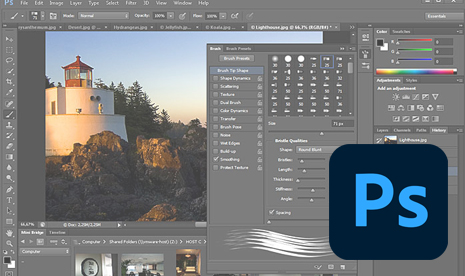 File Edit Image Layer Type Select Filter 3D View Window Help
Mode: Normal Opacity: 100% Flow: 100%
Essentials
Desert.jpg Hydrangeas.jpg Jellyfish.jpg Koala.jpg Lighthouse.jpg @ 66,7% (RGB/8#)
Brush Brush Presets
Brush Presets
Brush Tip Shape
Shape Dynamics
Scattering
Texture
Dual Brush
Color Dynamics
Transfer
Brush Pose
Noise
Wet Edges
Build-up
Smoothing
Protect Texture
Size 71 px
Bristle Qualities
Shape: Round Blunt
Bristles:
Length:
Thickness:
Stiffness:
Angle:
Spacing
Color Swatches
R
G
B
Adjustments Styles
Add an adjustment
Layers Channels Paths History
Lighthouse.jpg
66,67% Doc: 2,25M/2,25M
Mini Bridge
Computer Shared Folders (\\vmware-host) (Z:) HOST C
Ps